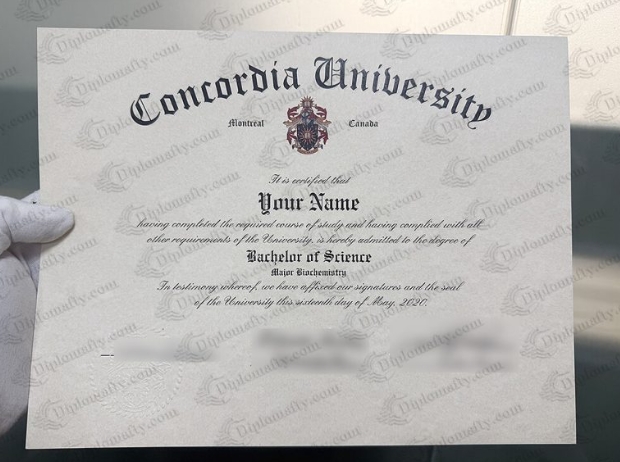 Concordia University
Montreal Canada
It is certified that
Your Name
having completed the required course of study and having complied with all
other requirements of the University, is hereby admitted to the degree of
Bachelor of Science
Major Biochemistry
In testimony whereof, we have affixed our signatures and the seal
of the University this sixteenth day of May, 2020.
Diplomafty.com